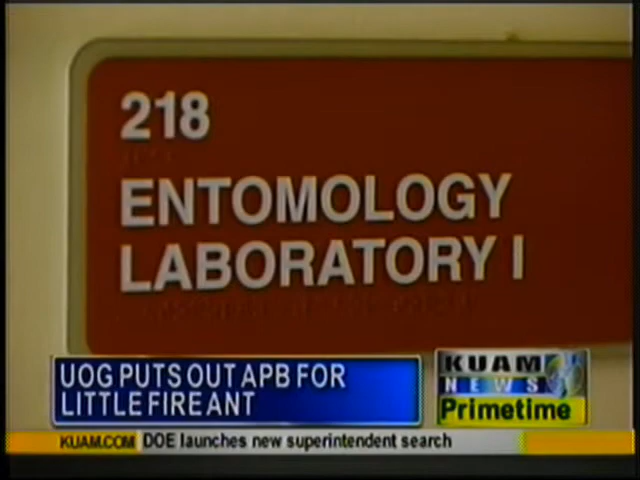 218
ENTOMOLOGY
LABORATORY I
UOG PUTS OUT APB FOR
LITTLE FIRE ANT
KUAM
NEWS
Primetime
KUAM.COM DOE launches new superintendent search